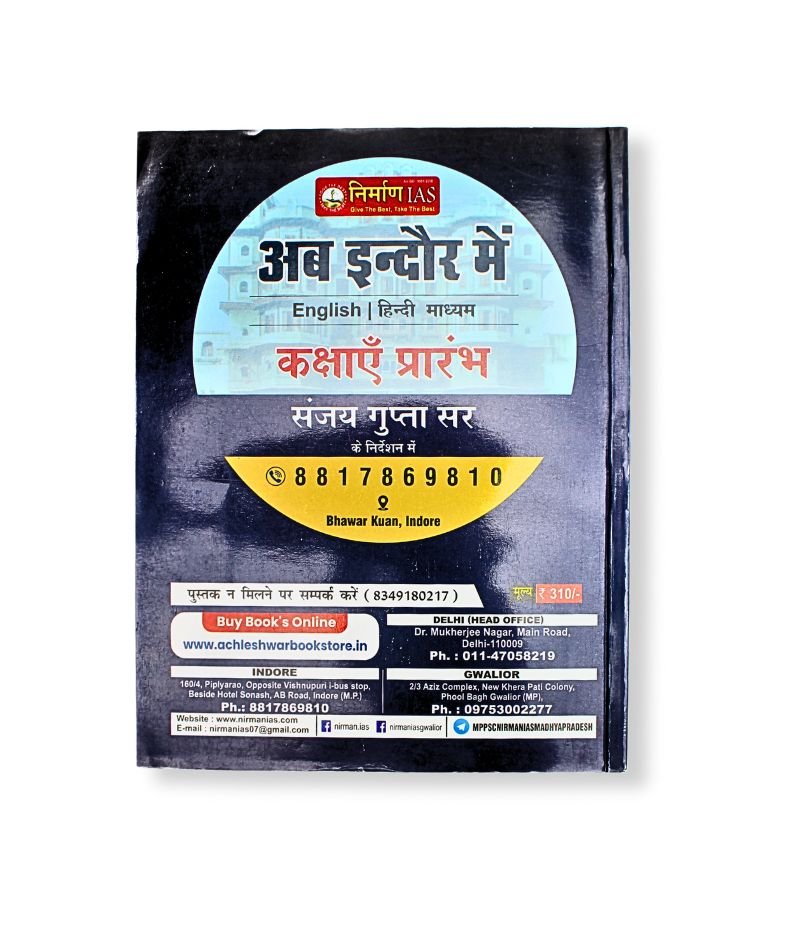 निर्माण IAS
Give The Best, Take The Best
अब इन्दौर में
English | हिन्दी माध्यम
कक्षाएँ प्रारंभ
संजय गुप्ता सर
के निर्देशन में
8817869810
Bhawar Kuan, Indore
पुस्तक न मिलने पर सम्पर्क करें ( 8349180217 )
मूल्य ₹ 310/-
Buy Book's Online
www.achleshwarbookstore.in
DELHI (HEAD OFFICE)
Dr. Mukherjee Nagar, Main Road,
Delhi-110009
Ph. : 011-47058219
INDORE
160/4, Piplyarao, Opposite Vishnupuri i-bus stop,
Beside Hotel Sonash, AB Road, Indore (M.P.)
Ph.: 8817869810
GWALIOR
2/3 Aziz Complex, New Khera Pati Colony,
Phool Bagh Gwalior (MP),
Ph. : 09753002277
Website : www.nirmanias.com
E-mail : nirmanias07@gmail.com
nirman.ias
nirmaniasgwalior
MPPSCNIRMANIASMADHYAPRADESH